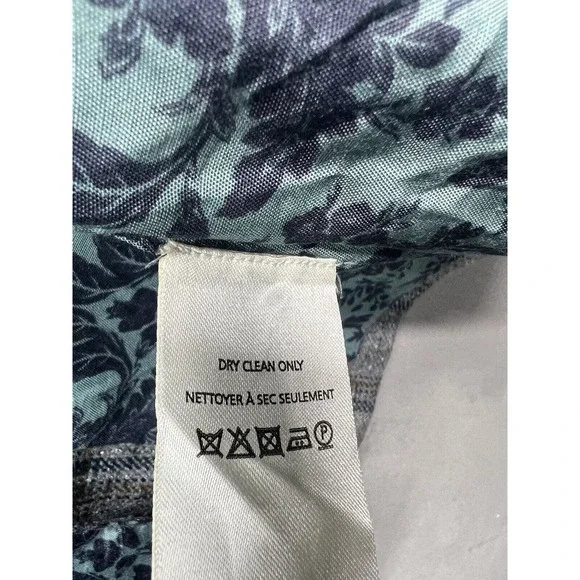 DRY CLEAN ONLY
NETTOYER À SEC SEULEMENT
P